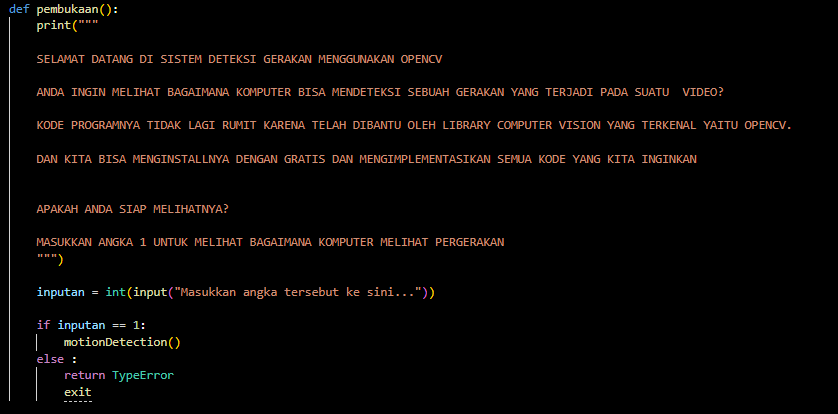 def pembukaan():
print("""
SELAMAT DATANG DI SISTEM DETEKSI GERAKAN MENGGUNAKAN OPENCV
ANDA INGIN MELIHAT BAGAIMANA KOMPUTER BISA MENDETEKSI SEBUAH GERAKAN YANG TERJADI PADA SUATU  VIDEO?
KODE PROGRAMNYA TIDAK LAGI RUMIT KARENA TELAH DIBANTU OLEH LIBRARY COMPUTER VISION YANG TERKENAL YAITU OPENCV.
DAN KITA BISA MENGINSTALLNYA DENGAN GRATIS DAN MENGIMPLEMENTASIKAN SEMUA KODE YANG KITA INGINKAN
APAKAH ANDA SIAP MELIHATNYA?
MASUKKAN ANGKA 1 UNTUK MELIHAT BAGAIMANA KOMPUTER MELIHAT PERGERAKAN
""")
inputan = int(input("Masukkan angka tersebut ke sini..."))
if inputan == 1:
motionDetection()
else :
return TypeError
exit